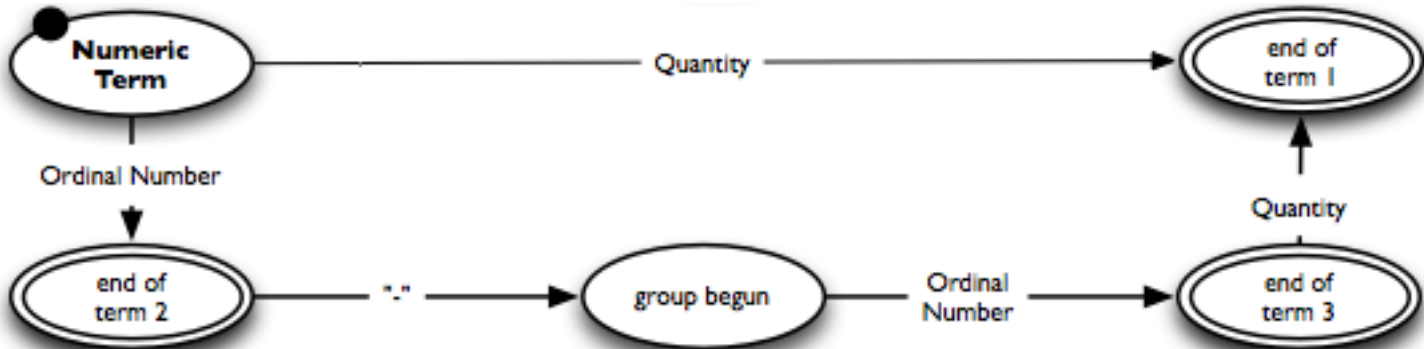 Numeric
Term
Quantity
end of
term 1
Ordinal Number
Quantity
end of
term 2
"-"
group begun
Ordinal
Number
end of
term 3